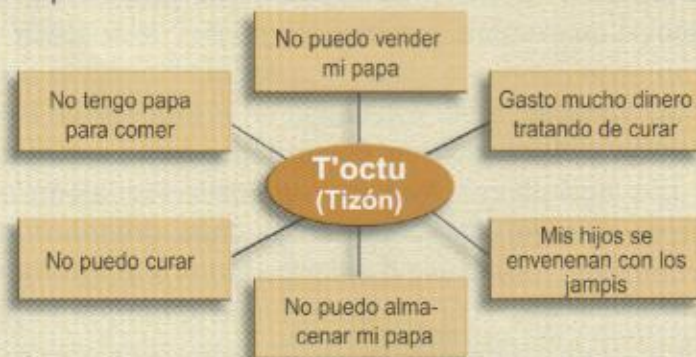 No puedo vender
mi papa
No tengo papa
para comer
Gasto mucho dinero
tratando de curar
T'octu
(Tizón)
No puedo curar
Mis hijos se
envenenan con los
jampis
No puedo alma-
cenar mi papa